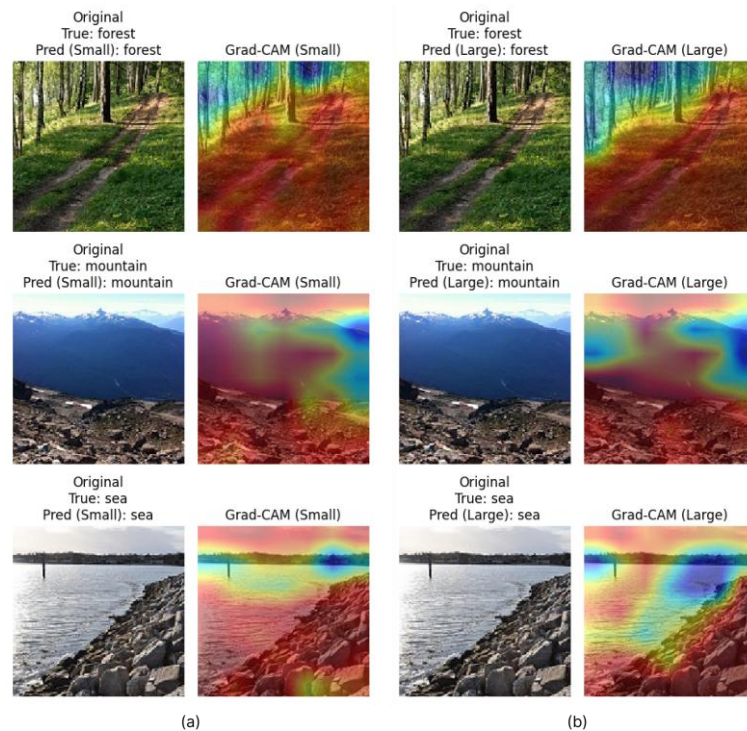 Original
True: forest
Pred (Small): forest
Grad-CAM (Small)
Original
True: forest
Pred (Large): forest
Grad-CAM (Large)
Original
True: mountain
Pred (Small): mountain
Grad-CAM (Small)
Original
True: mountain
Pred (Large): mountain
Grad-CAM (Large)
Original
True: sea
Pred (Small): sea
Grad-CAM (Small)
Original
True: sea
Pred (Large): sea
Grad-CAM (Large)
(a)
(b)